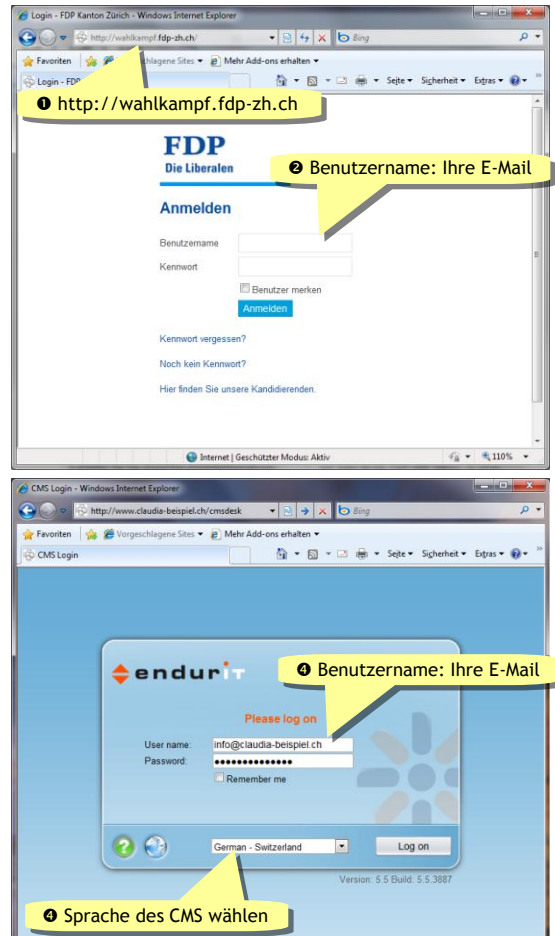 Login - FDP Kanton Zürich - Windows Internet Explorer
http://wahlkampf.fdp-zh.ch/
Bing
Favoriten
chlagene Sites
Mehr Add-ons erhalten
Login - FDP
Seite
Sicherheit
Extras
❶ http://wahlkampf.fdp-zh.ch
FDP
Die Liberalen
❷ Benutzername: Ihre E-Mail
Anmelden
Benutzername
Kennwort
Benutzer merken
Anmelden
Kennwort vergessen?
Noch kein Kennwort?
Hier finden Sie unsere Kandidierenden.
Internet | Geschützter Modus: Aktiv
110%
CMS Login - Windows Internet Explorer
http://www.claudia-beispiel.ch/cmsdesk
Bing
Favoriten
Vorgeschlagene Sites
Mehr Add-ons erhalten
CMS Login
Seite
Sicherheit
Extras
endurit
❹ Benutzername: Ihre E-Mail
Please log on
User name:
info@claudia-beispiel.ch
Password:
Remember me
German - Switzerland
Log on
Version: 5.5 Build: 5.5.3887
❹ Sprache des CMS wählen